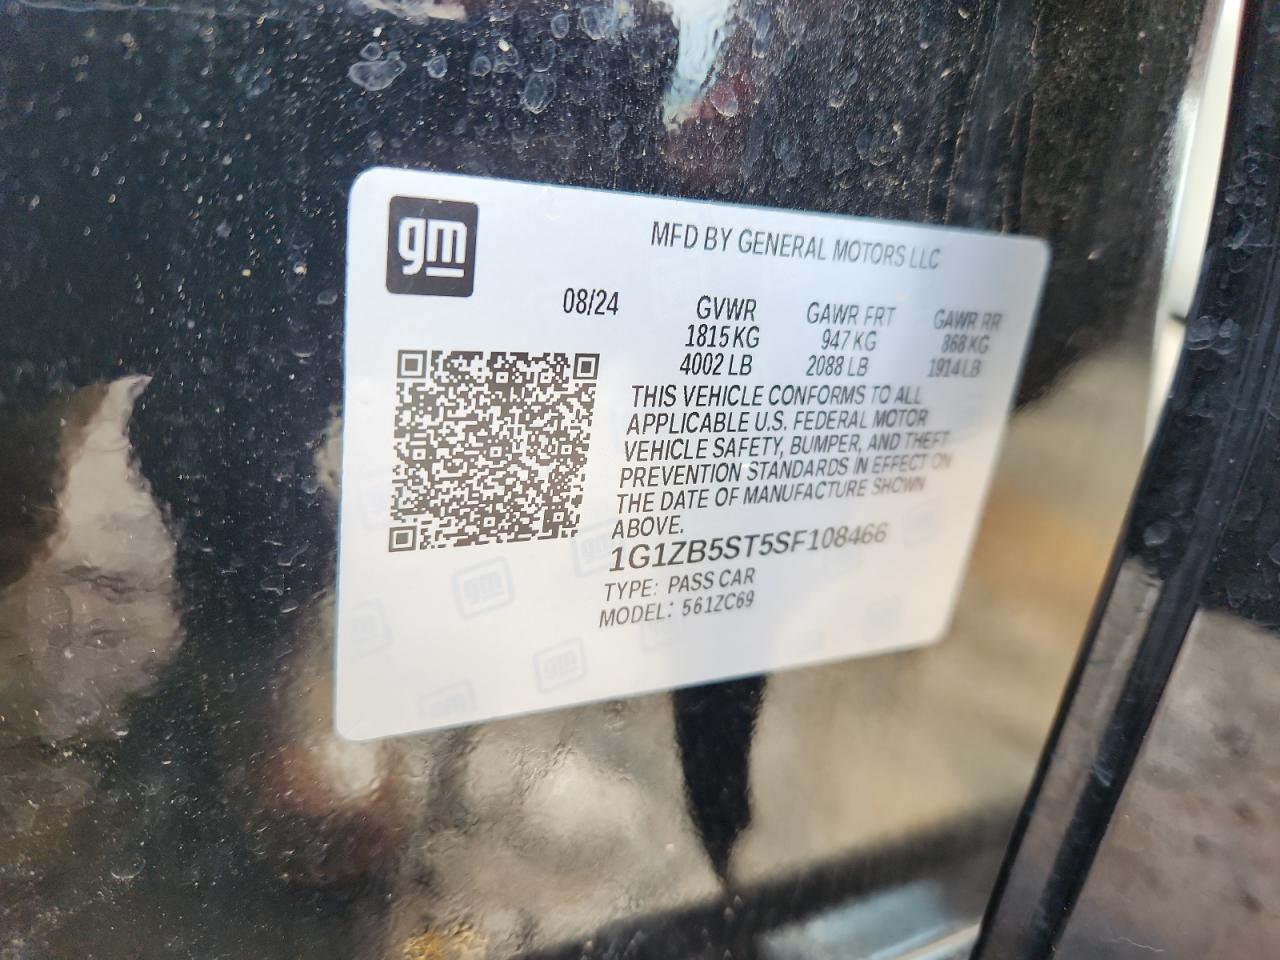 gm
MFD BY GENERAL MOTORS LLC
08/24 GVWR GAWR FRT GAWR RR
1815 KG 947 KG 868 KG
4002 LB 2088 LB 1914 LB
THIS VEHICLE CONFORMS TO ALL
APPLICABLE U.S. FEDERAL MOTOR
VEHICLE SAFETY, BUMPER, AND THEFT
PREVENTION STANDARDS IN EFFECT ON
THE DATE OF MANUFACTURE SHOWN
ABOVE.
1G1ZB5ST5SF108466
TYPE: PASS CAR
MODEL: 561ZC69